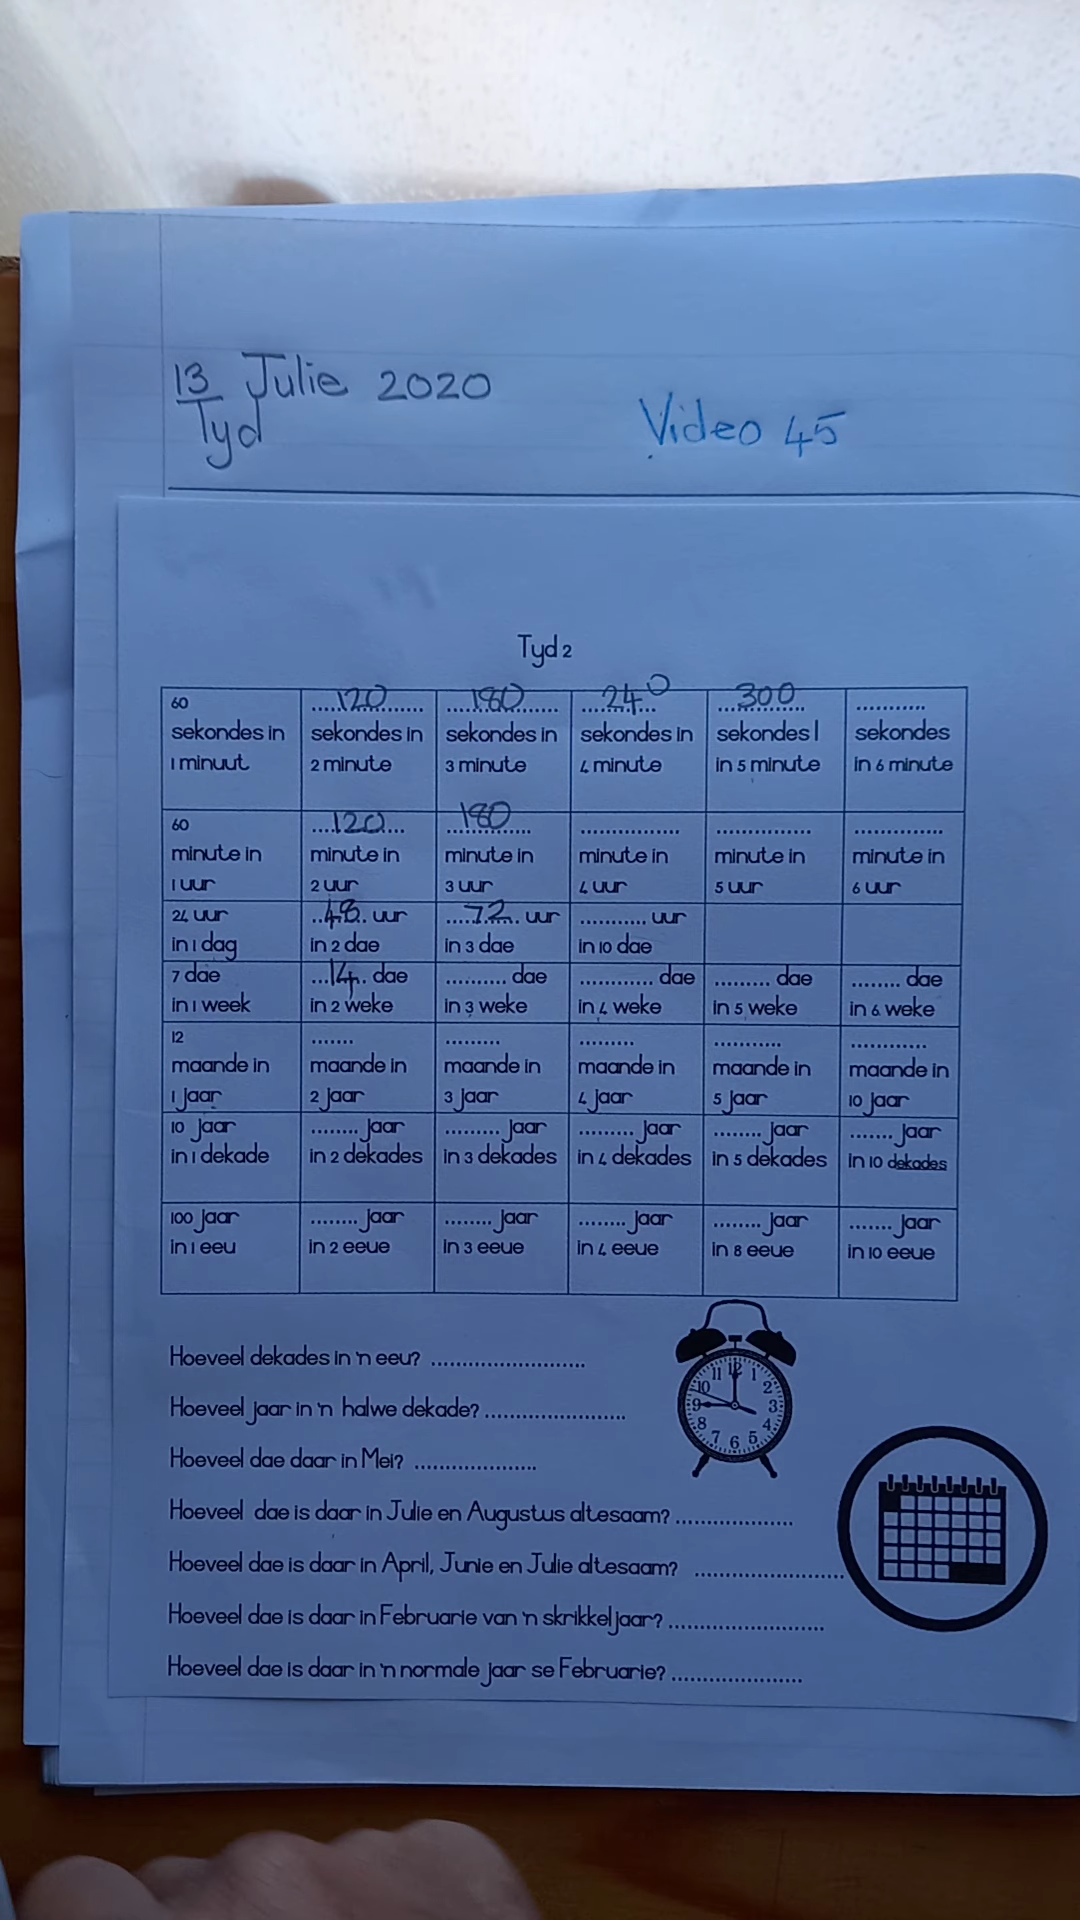 13 Julie 2020
Tyd
Video 45
Tyd 2
60 sekondes in 1 minuut
....120....... sekondes in 2 minute
....180....... sekondes in 3 minute
...240... sekondes in 4 minute
...300...... sekondes | in 5 minute
........... sekondes in 6 minute
60 minute in 1 uur
....120.... minute in 2 uur
...180....... minute in 3 uur
................ minute in 4 uur
............... minute in 5 uur
.............. minute in 6 uur
24 uur in 1 dag
..48.. uur in 2 dae
.....72... uur in 3 dae
........... uur in 10 dae
7 dae in 1 week
...14.. dae in 2 weke
.......... dae in 3 weke
............ dae in 4 weke
......... dae in 5 weke
........ dae in 6 weke
12 maande in 1 jaar
....... maande in 2 jaar
......... maande in 3 jaar
......... maande in 4 jaar
........... maande in 5 jaar
............ maande in 10 jaar
10 jaar in 1 dekade
........ jaar in 2 dekades
......... jaar in 3 dekades
......... jaar in 4 dekades
........ jaar in 5 dekades
....... jaar in 10 dekades
100 jaar in 1 eeu
........ jaar in 2 eeue
........ jaar in 3 eeue
........ jaar in 4 eeue
........ jaar in 8 eeue
....... jaar in 10 eeue
Hoeveel dekades in 'n eeu? .........................
Hoeveel jaar in 'n halwe dekade? .......................
Hoeveel dae daar in Mei? ....................
Hoeveel dae is daar in Julie en Augustus altesaam? ...................
Hoeveel dae is daar in April, Junie en Julie altesaam? ........................
Hoeveel dae is daar in Februarie van 'n skrikkeljaar? .........................
Hoeveel dae is daar in 'n normale jaar se Februarie? .....................
12
1
2
3
4
5
6
7
8
9
10
11